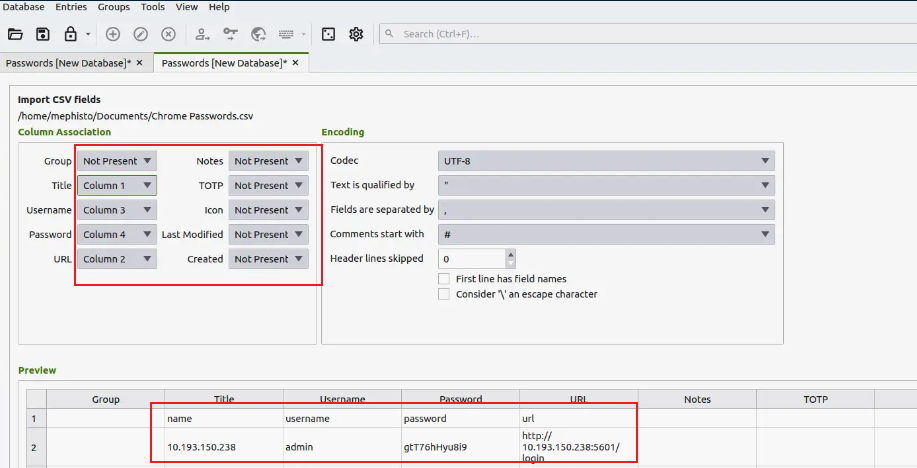 Database Entries Groups Tools View Help
Search (Ctrl+F)...
Passwords [New Database]* × Passwords [New Database]* ×
Import CSV fields
/home/mephisto/Documents/Chrome Passwords.csv
Column Association Encoding
Group Not Present Notes Not Present Codec UTF-8
Title Column 1 TOTP Not Present Text is qualified by "
Username Column 3 Icon Not Present Fields are separated by ,
Password Column 4 Last Modified Not Present Comments start with #
URL Column 2 Created Not Present Header lines skipped 0
First line has field names
Consider '\' an escape character
Preview
Group Title Username Password URL Notes TOTP
1 name username password url
2 10.193.150.238 admin gtT76hHyu8i9 http://
10.193.150.238:5601/
login